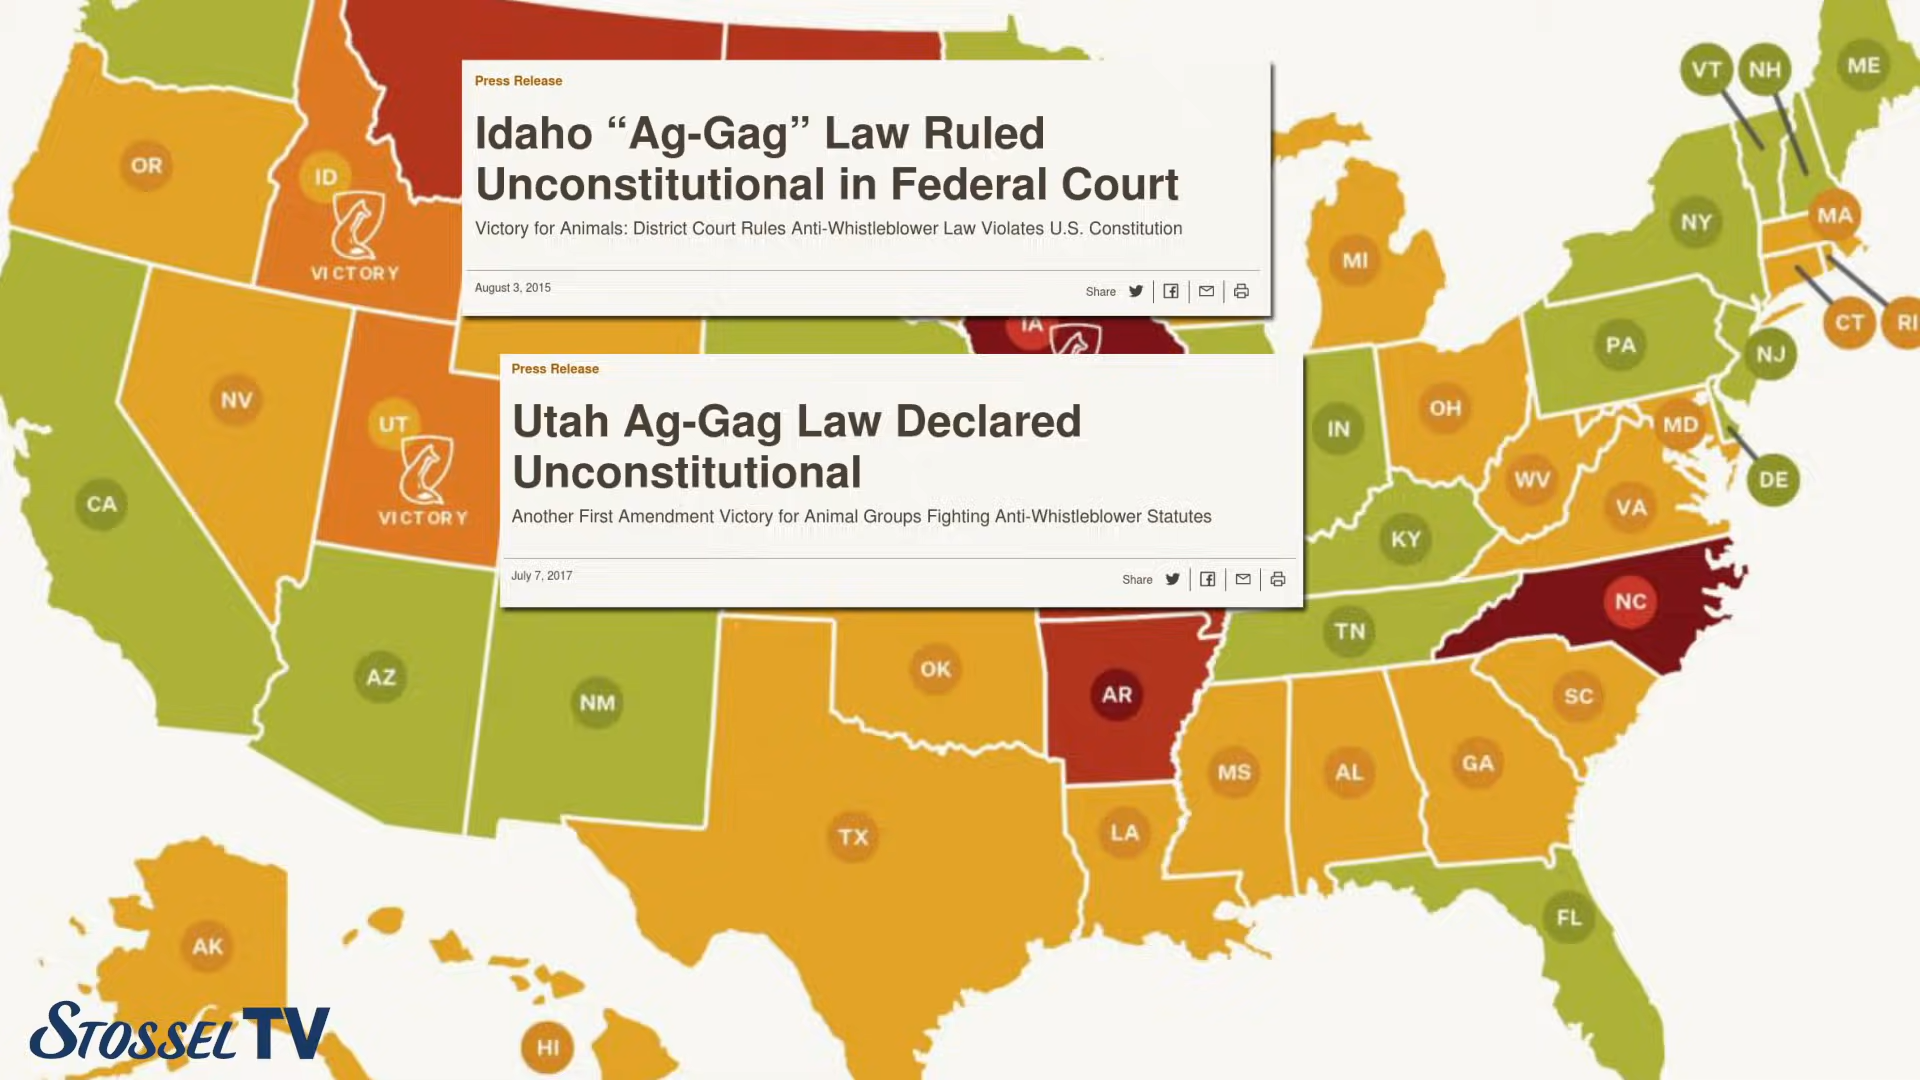 Press Release
Idaho “Ag-Gag” Law Ruled
Unconstitutional in Federal Court
Victory for Animals: District Court Rules Anti-Whistleblower Law Violates U.S. Constitution
August 3, 2015
Share
Press Release
Utah Ag-Gag Law Declared
Unconstitutional
Another First Amendment Victory for Animal Groups Fighting Anti-Whistleblower Statutes
July 7, 2017
Share
VT
NH
ME
OR
ID
VICTORY
NY
MA
MI
IA
CT
RI
PA
NJ
NV
UT
VICTORY
IN
OH
MD
WV
VA
DE
CA
KY
NC
TN
AZ
NM
OK
AR
SC
MS
AL
GA
TX
LA
FL
AK
HI
STOSSEL TV